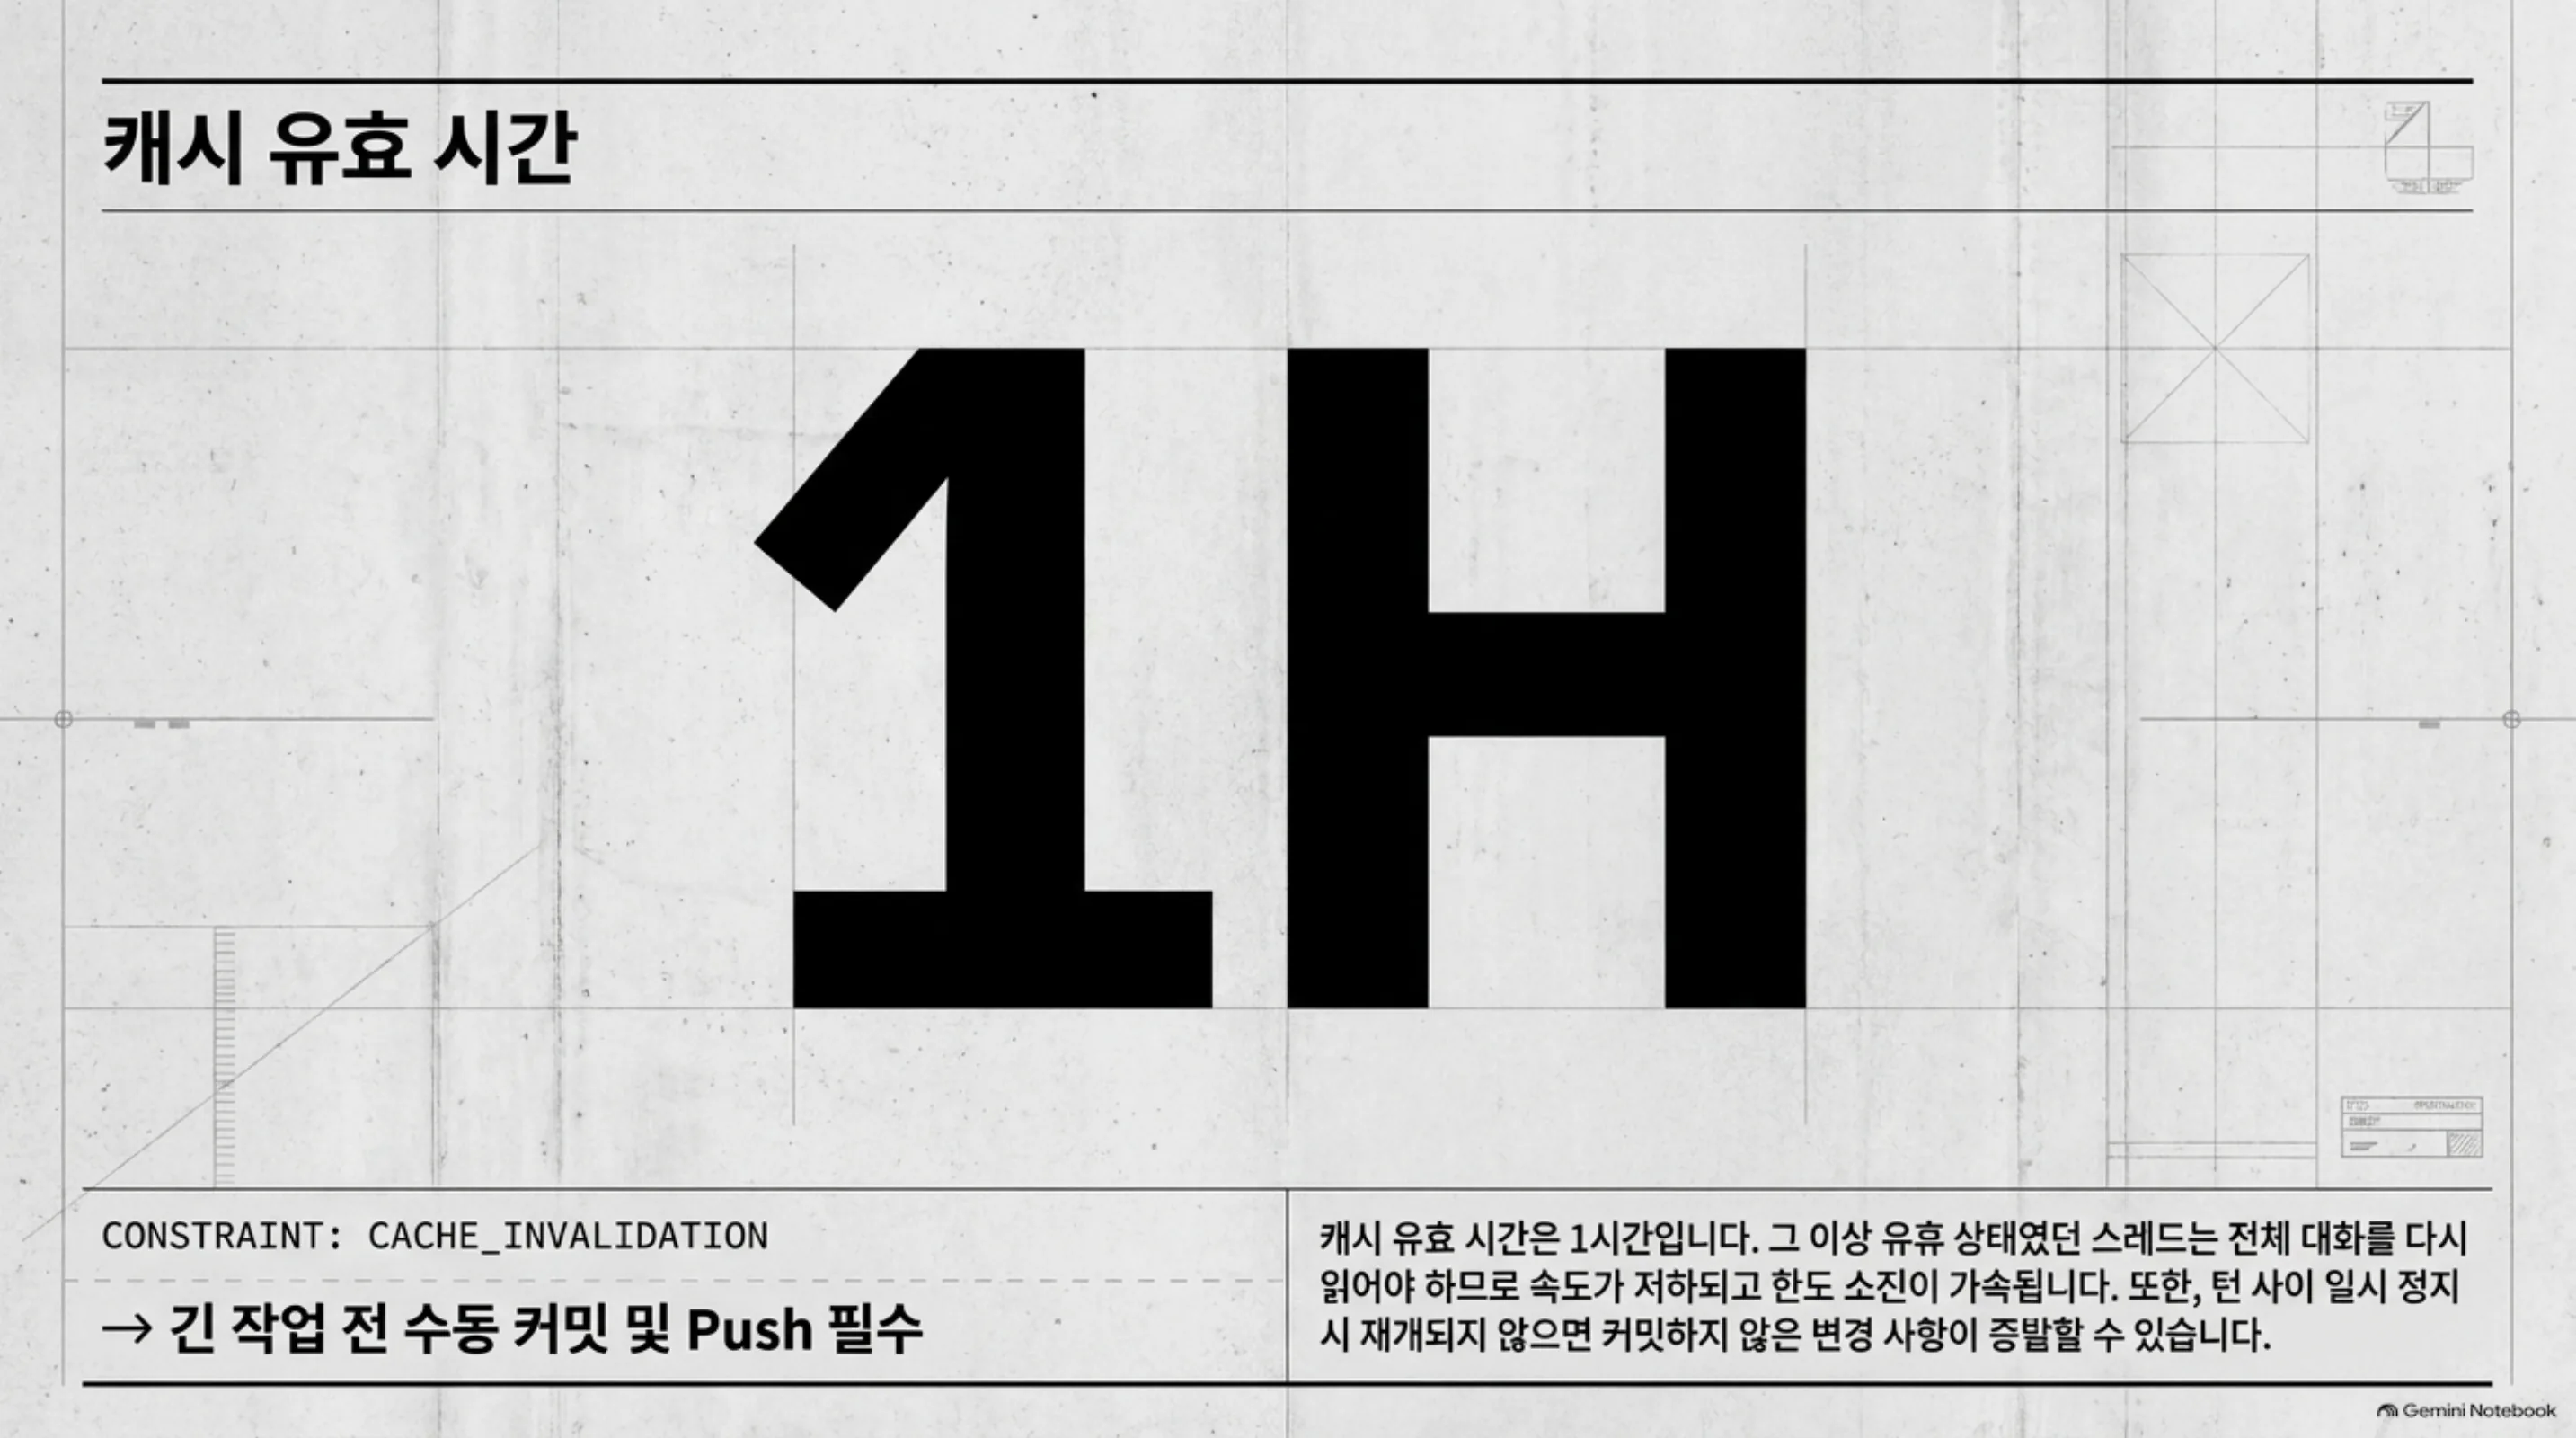 캐시 유효 시간
1H
CONSTRAINT: CACHE_INVALIDATION
→ 긴 작업 전 수동 커밋 및 Push 필수
캐시 유효 시간은 1시간입니다. 그 이상 유휴 상태였던 스레드는 전체 대화를 다시
읽어야 하므로 속도가 저하되고 한도 소진이 가속됩니다. 또한, 턴 사이 일시 정지
시 재개되지 않으면 커밋하지 않은 변경 사항이 증발할 수 있습니다.
Gemini Notebook